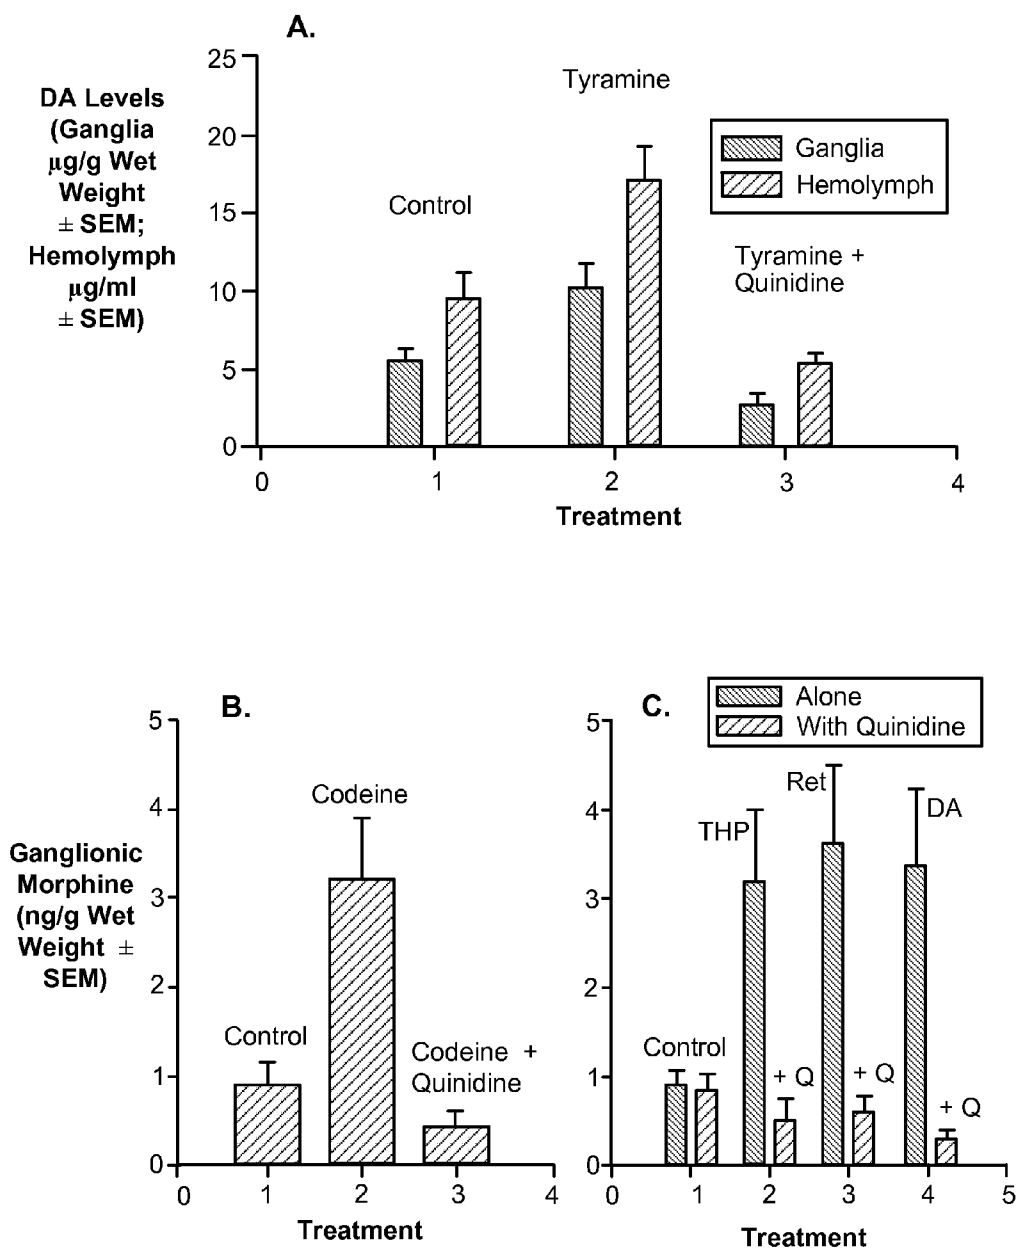 A.
25
20
15
10
5
0
DA Levels
(Ganglia
µg/g Wet
Weight
± SEM;
Hemolymph
µg/ml
± SEM)
Control
Tyramine
Tyramine +
Quinidine
Ganglia
Hemolymph
0 1 2 3 4
Treatment
B.
5
4
3
2
1
0
Ganglionic
Morphine
(ng/g Wet
Weight ±
SEM)
Control
Codeine
Codeine +
Quinidine
0 1 2 3 4
Treatment
C.
Alone
With Quinidine
5
4
3
2
1
0
Control
THP
+ Q
Ret
+ Q
DA
+ Q
0 1 2 3 4 5
Treatment